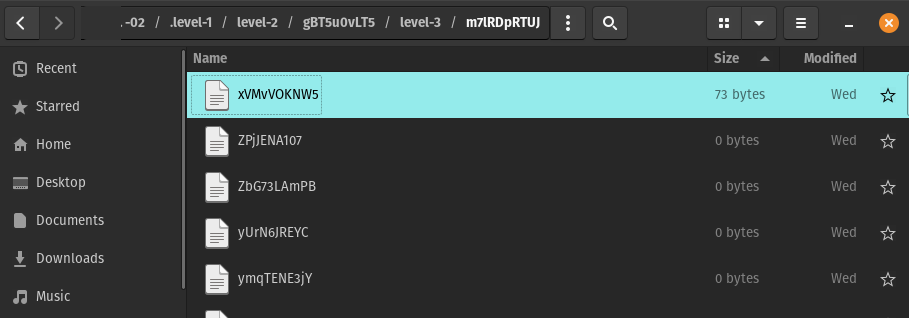 -02 / .level-1 / level-2 / gBT5u0vLT5 / level-3 / m7lRDpRTUJ
Name Size Modified
Recent
Starred
Home
Desktop
Documents
Downloads
Music
xVMvVOKNW5 73 bytes Wed
ZPjJENA107 0 bytes Wed
ZbG73LAmPB 0 bytes Wed
yUrN6JREYC 0 bytes Wed
ymqTENE3jY 0 bytes Wed